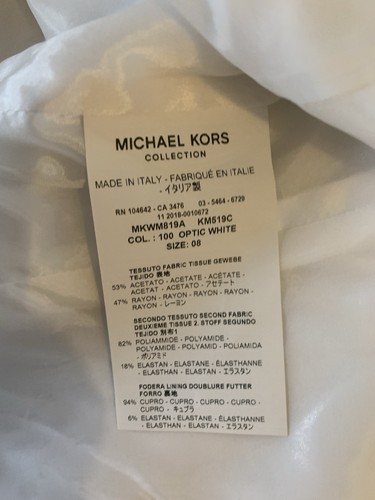 MICHAEL KORS
COLLECTION
MADE IN ITALY - FABRIQUÉ EN ITALIE
- イタリア製
RN 104642 - CA 3476 03 - 5464 - 6729
11 2018-0010672
MKWM819A KM519C
COL. : 100 OPTIC WHITE
SIZE: 08
TESSUTO FABRIC TISSUE GEWEBE
TEJIDO 表地
53% ACETATO - ACETATE - ACÉTATE -
ACETAT - ACETATO - アセテート
47% RAYON - RAYON - RAYON - RAYON -
RAYON - レーヨン
SECONDO TESSUTO SECOND FABRIC
DEUXIEME TISSUE 2. STOFF SEGUNDO
TEJIDO 別布1
82% POLIAMMIDE - POLYAMIDE -
POLYAMIDE - POLYAMID - POLIAMIDA
- ポリアミド
18% ELASTAN - ELASTANE - ÉLASTHANNE
- ELASTHAN - ELASTAN - エラスタン
FODERA LINING DOUBLURE FUTTER
FORRO 裏地
94% CUPRO - CUPRO - CUPRO - CUPRO -
CUPRO - キュプラ
6% ELASTAN - ELASTANE - ÉLASTHANNE
- ELASTHAN - ELASTAN - エラスタン